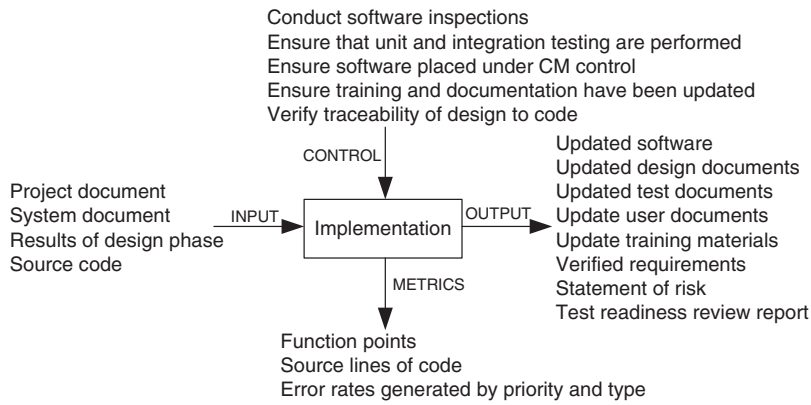 Conduct software inspections
Ensure that unit and integration testing are performed
Ensure software placed under CM control
Ensure training and documentation have been updated
Verify traceability of design to code
CONTROL
Project document
System document
Results of design phase
Source code
INPUT
Implementation
OUTPUT
Updated software
Updated design documents
Updated test documents
Update user documents
Update training materials
Verified requirements
Statement of risk
Test readiness review report
METRICS
Function points
Source lines of code
Error rates generated by priority and type